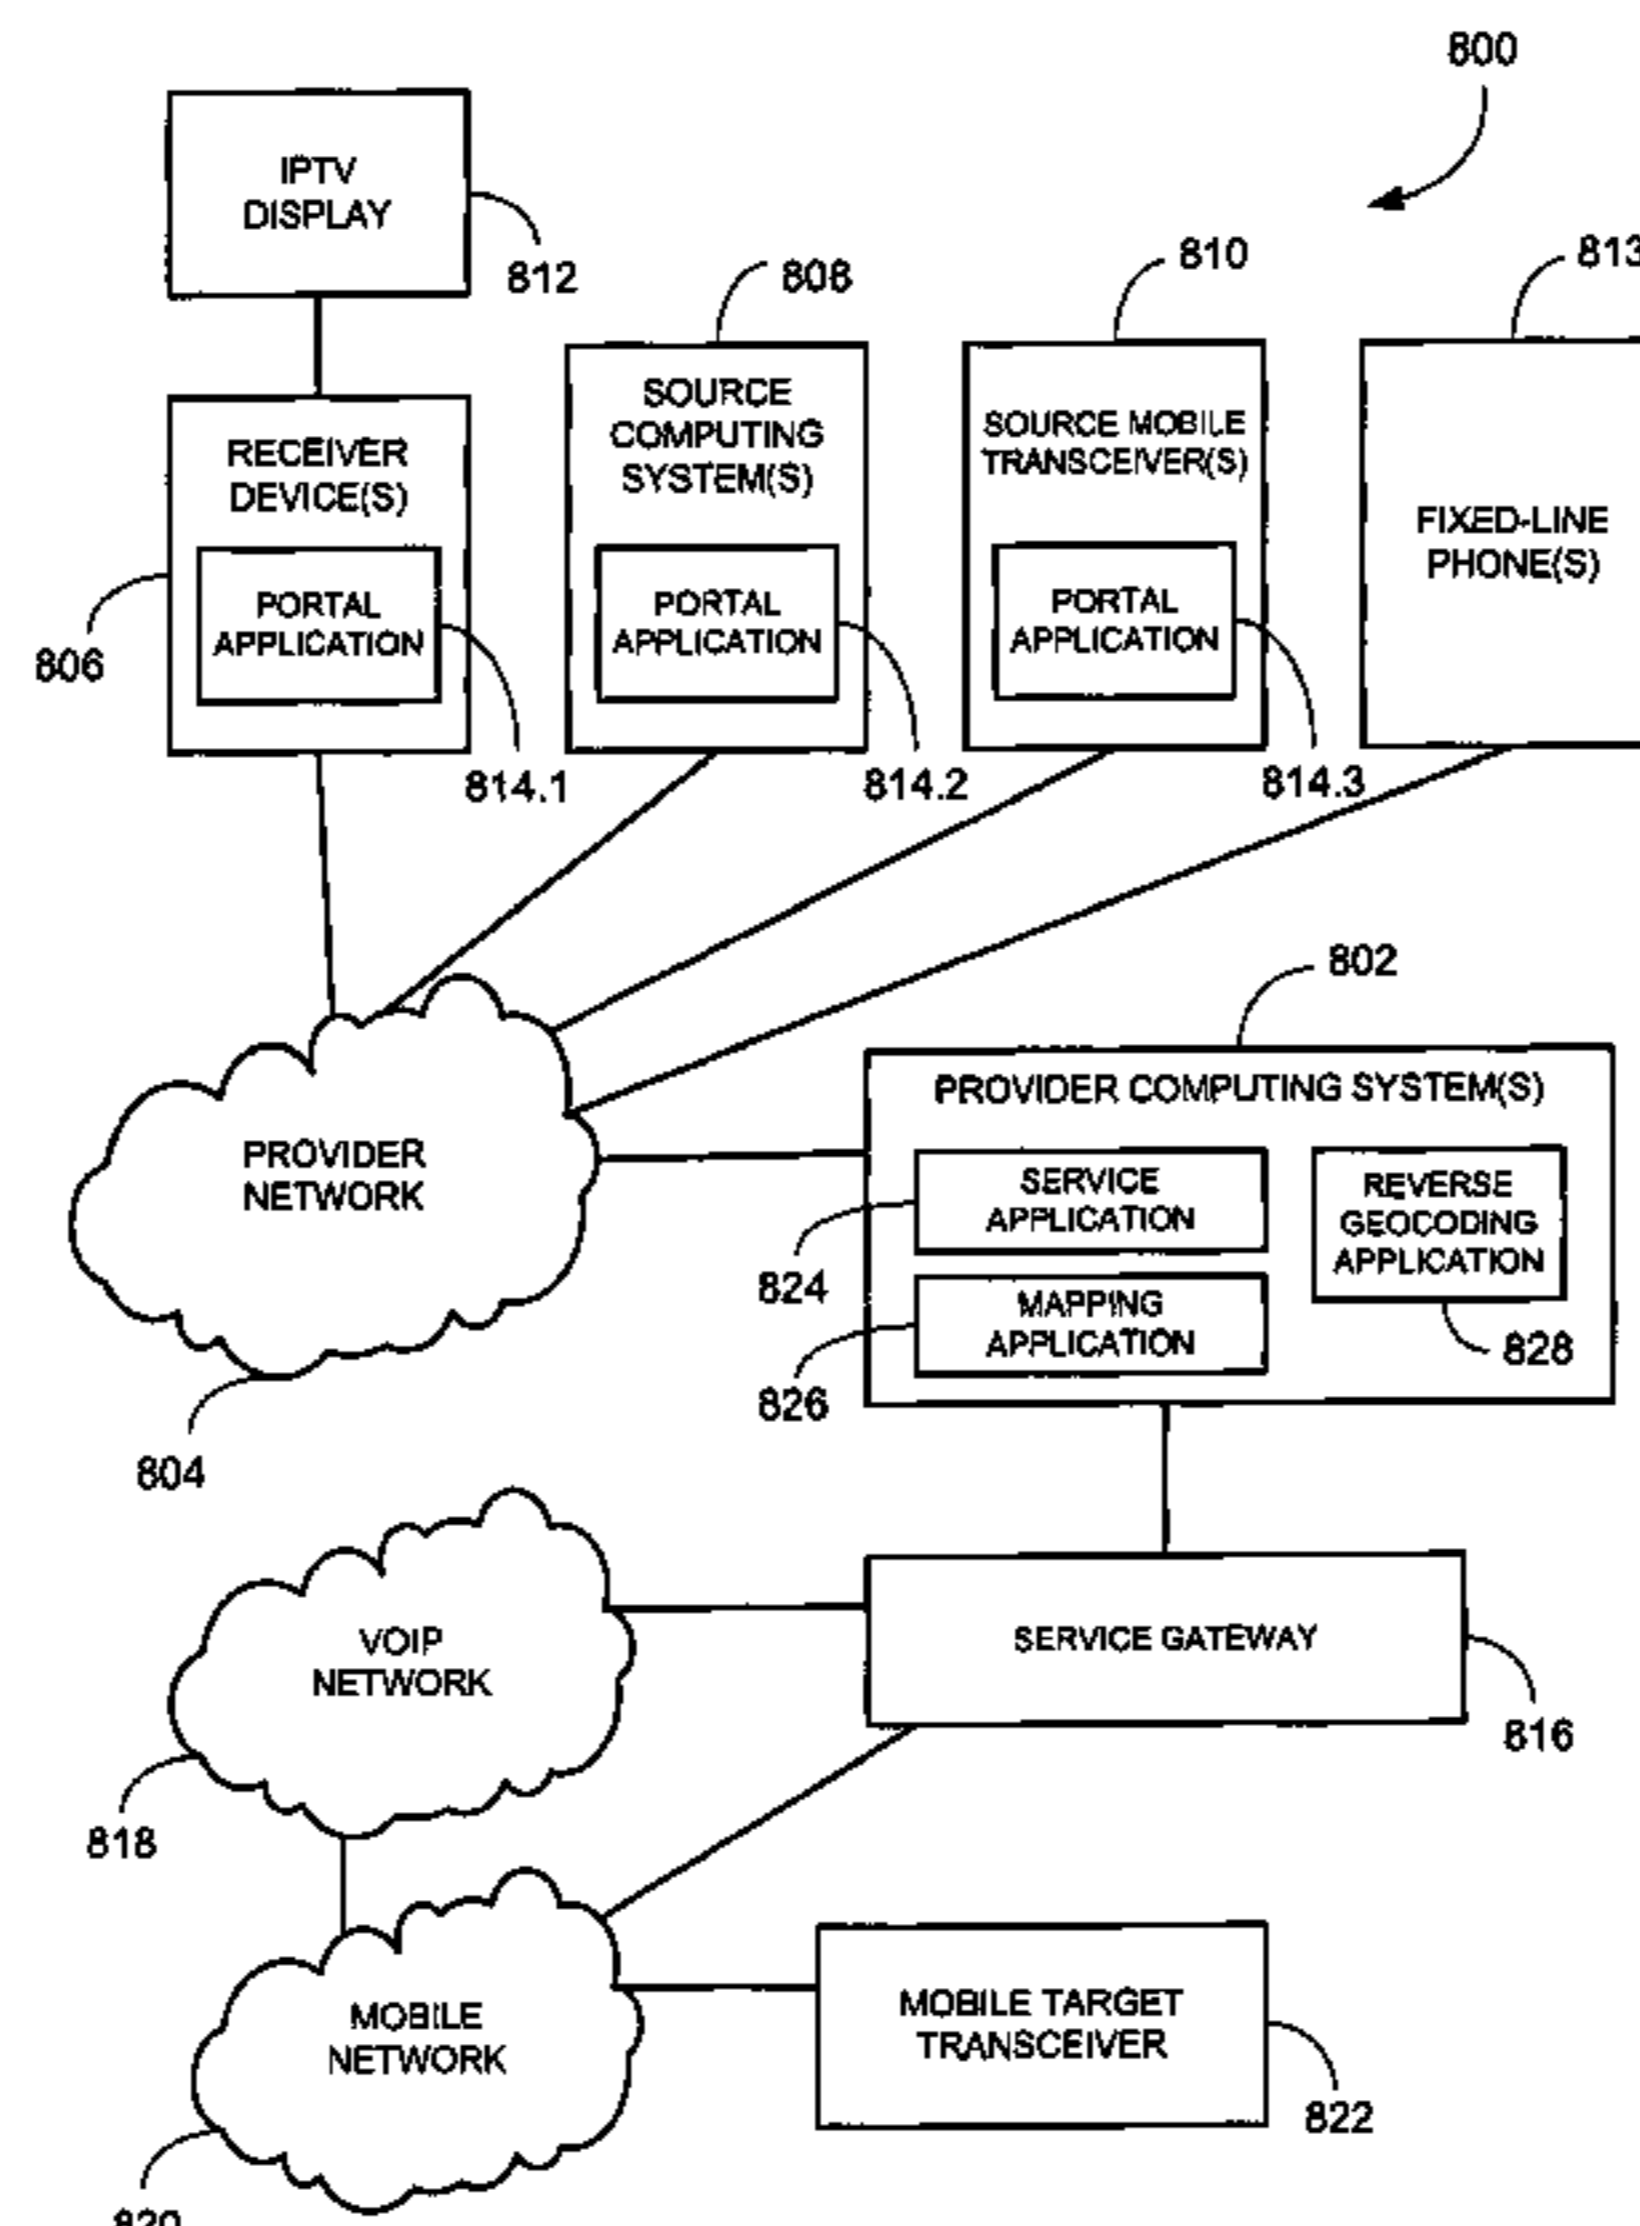 800
IPTV
DISPLAY
812
808
810
813
RECEIVER
DEVICE(S)
SOURCE
COMPUTING
SYSTEM(S)
SOURCE MOBILE
TRANSCEIVER(S)
FIXED-LINE
PHONE(S)
PORTAL
APPLICATION
PORTAL
APPLICATION
PORTAL
APPLICATION
806
814.1
814.2
814.3
802
PROVIDER COMPUTING SYSTEM(S)
PROVIDER
NETWORK
SERVICE
APPLICATION
REVERSE
GEOCODING
APPLICATION
824
MAPPING
APPLICATION
828
826
804
VOIP
NETWORK
SERVICE GATEWAY
816
818
MOBILE
NETWORK
MOBILE TARGET
TRANSCEIVER
822
820